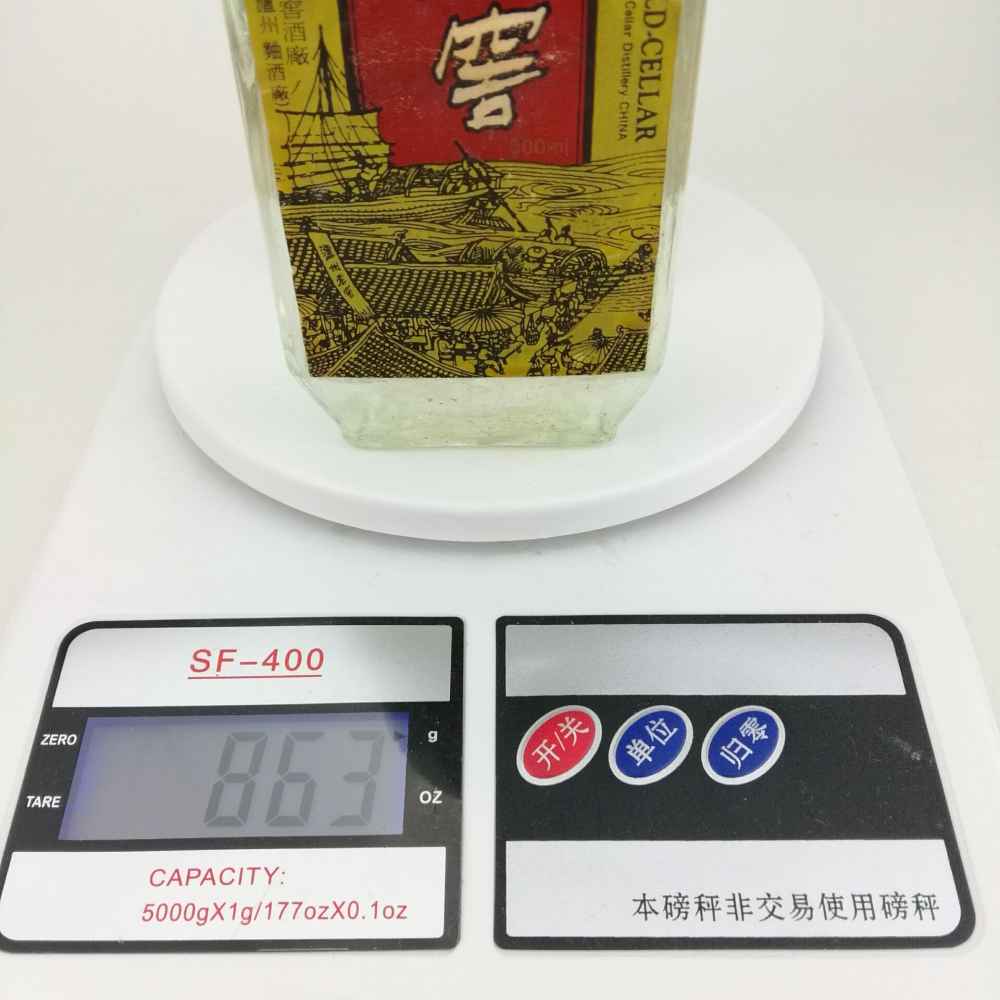 窖酒廠
州麯酒廠)
窖
LD-CELLAR
Cellar Distillery CHINA
500ml
SF-400
ZERO
g
863
TARE
OZ
CAPACITY:
5000gX1g/177ozX0.1oz
开/关
单位
归零
本磅秤非交易使用磅秤